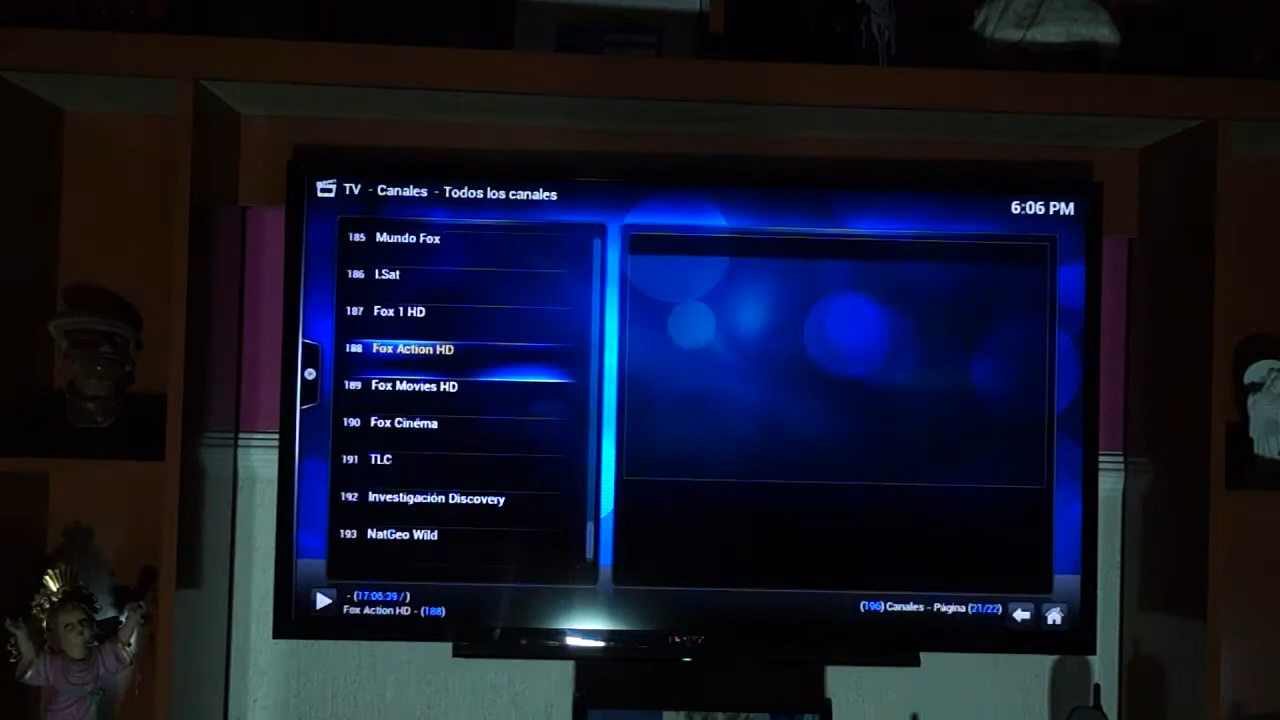 TV - Canales - Todos los canales
6:06 PM
185 Mundo Fox
186 I.Sat
187 Fox 1 HD
188 Fox Action HD
189 Fox Movies HD
190 Fox Cinéma
191 TLC
192 Investigación Discovery
193 NatGeo Wild
- (17:05:39 / )
Fox Action HD - (188)
(196) Canales - Página (21/22)